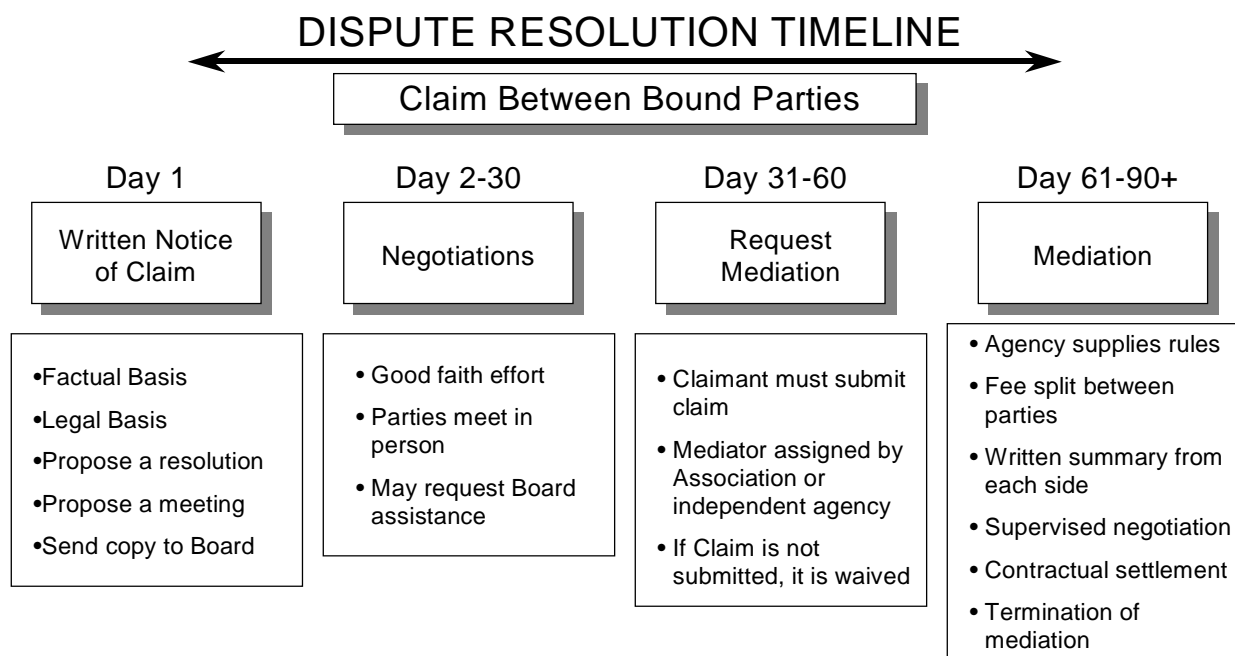 DISPUTE RESOLUTION TIMELINE
Claim Between Bound Parties
Day 1
Written Notice
of Claim
•Factual Basis
•Legal Basis
•Propose a resolution
•Propose a meeting
•Send copy to Board
Day 2-30
Negotiations
• Good faith effort
• Parties meet in
person
• May request Board
assistance
Day 31-60
Request
Mediation
• Claimant must submit
claim
• Mediator assigned by
Association or
independent agency
• If Claim is not
submitted, it is waived
Day 61-90+
Mediation
• Agency supplies rules
• Fee split between
parties
• Written summary from
each side
• Supervised negotiation
• Contractual settlement
• Termination of
mediation